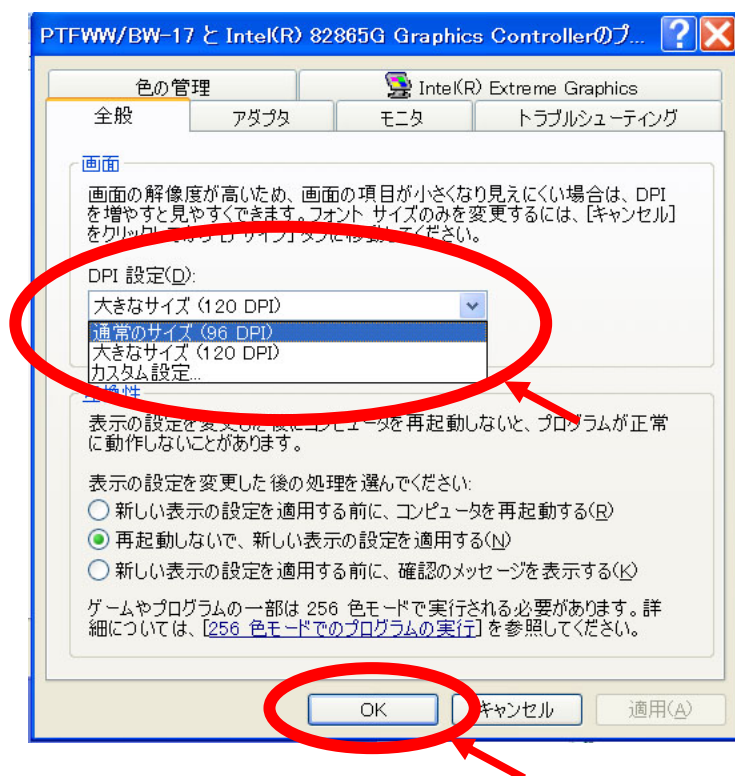 PTFWW/BW-17 と Intel(R) 82865G Graphics Controllerのプ...
色の管理
Intel(R) Extreme Graphics
全般
アダプタ
モニタ
トラブルシューティング
画面
画面の解像度が高いため、画面の項目が小さくなり見えにくい場合は、DPI
を増やすと見やすくできます。フォント サイズのみを変更するには、[キャンセル]
をクリックしてから
ください。
DPI 設定(D):
大きなサイズ (120 DPI)
通常のサイズ (96 DPI)
大きなサイズ (120 DPI)
カスタム設定...
互換性
表示の設定を変更した後にコンピュータを再起動しないと、プログラムが正常
に動作しないことがあります。
表示の設定を変更した後の処理を選んでください:
新しい表示の設定を適用する前に、コンピュータを再起動する(R)
再起動しないで、新しい表示の設定を適用する(N)
新しい表示の設定を適用する前に、確認のメッセージを表示する(K)
ゲームやプログラムの一部は 256 色モードで実行される必要があります。詳
細については、[256 色モードでのプログラムの実行] を参照してください。
OK
キャンセル
適用(A)